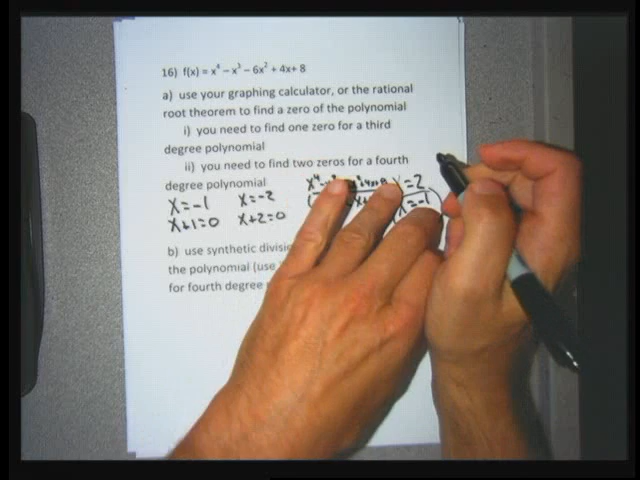 16) f(x) = x⁴ – x³ – 6x² + 4x + 8
a) use your graphing calculator, or the rational
root theorem to find a zero of the polynomial
i) you need to find one zero for a third
degree polynomial
ii) you need to find two zeros for a fourth
degree polynomial
x = -1 x = -2
x+1=0 x+2=0
x=2
x=-1
b) use synthetic
the polynomial (use
for fourth degree